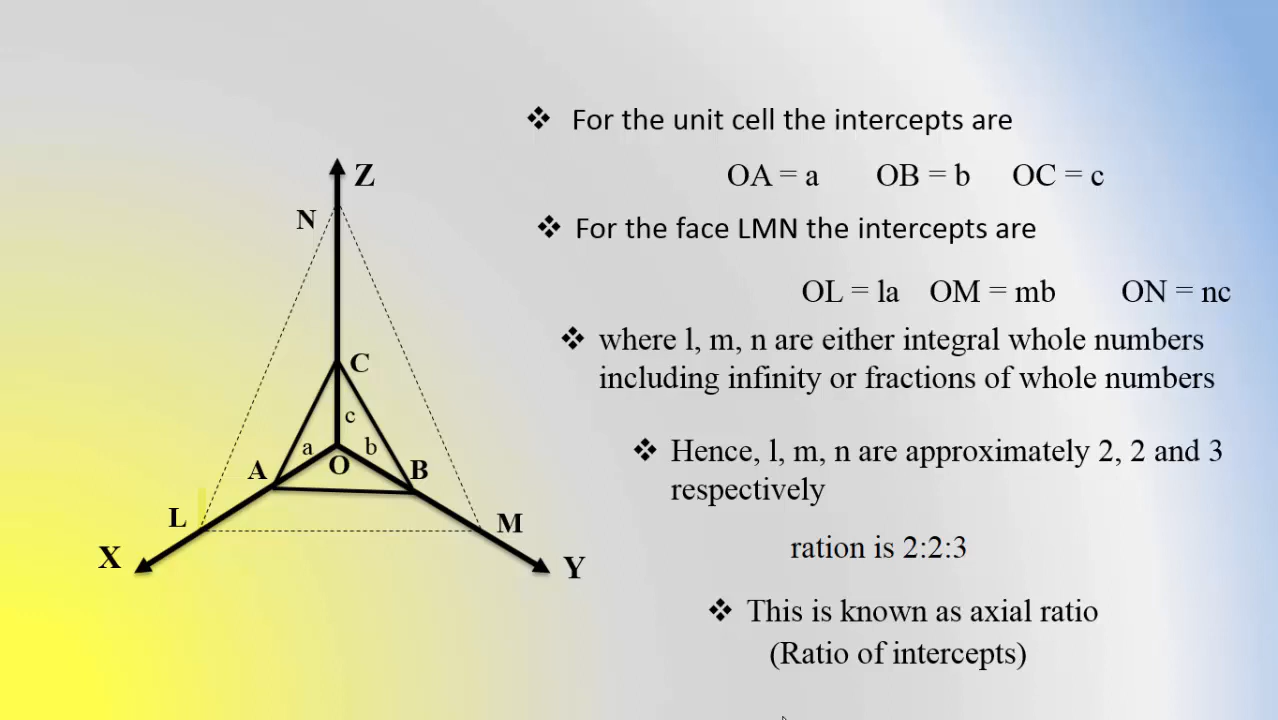 ❖ For the unit cell the intercepts are
OA = a OB = b OC = c
❖ For the face LMN the intercepts are
OL = la OM = mb ON = nc
❖ where l, m, n are either integral whole numbers
including infinity or fractions of whole numbers
❖ Hence, l, m, n are approximately 2, 2 and 3
respectively
ration is 2:2:3
❖ This is known as axial ratio
(Ratio of intercepts)
Z
N
C
c
a
b
A
O
B
L
M
X
Y